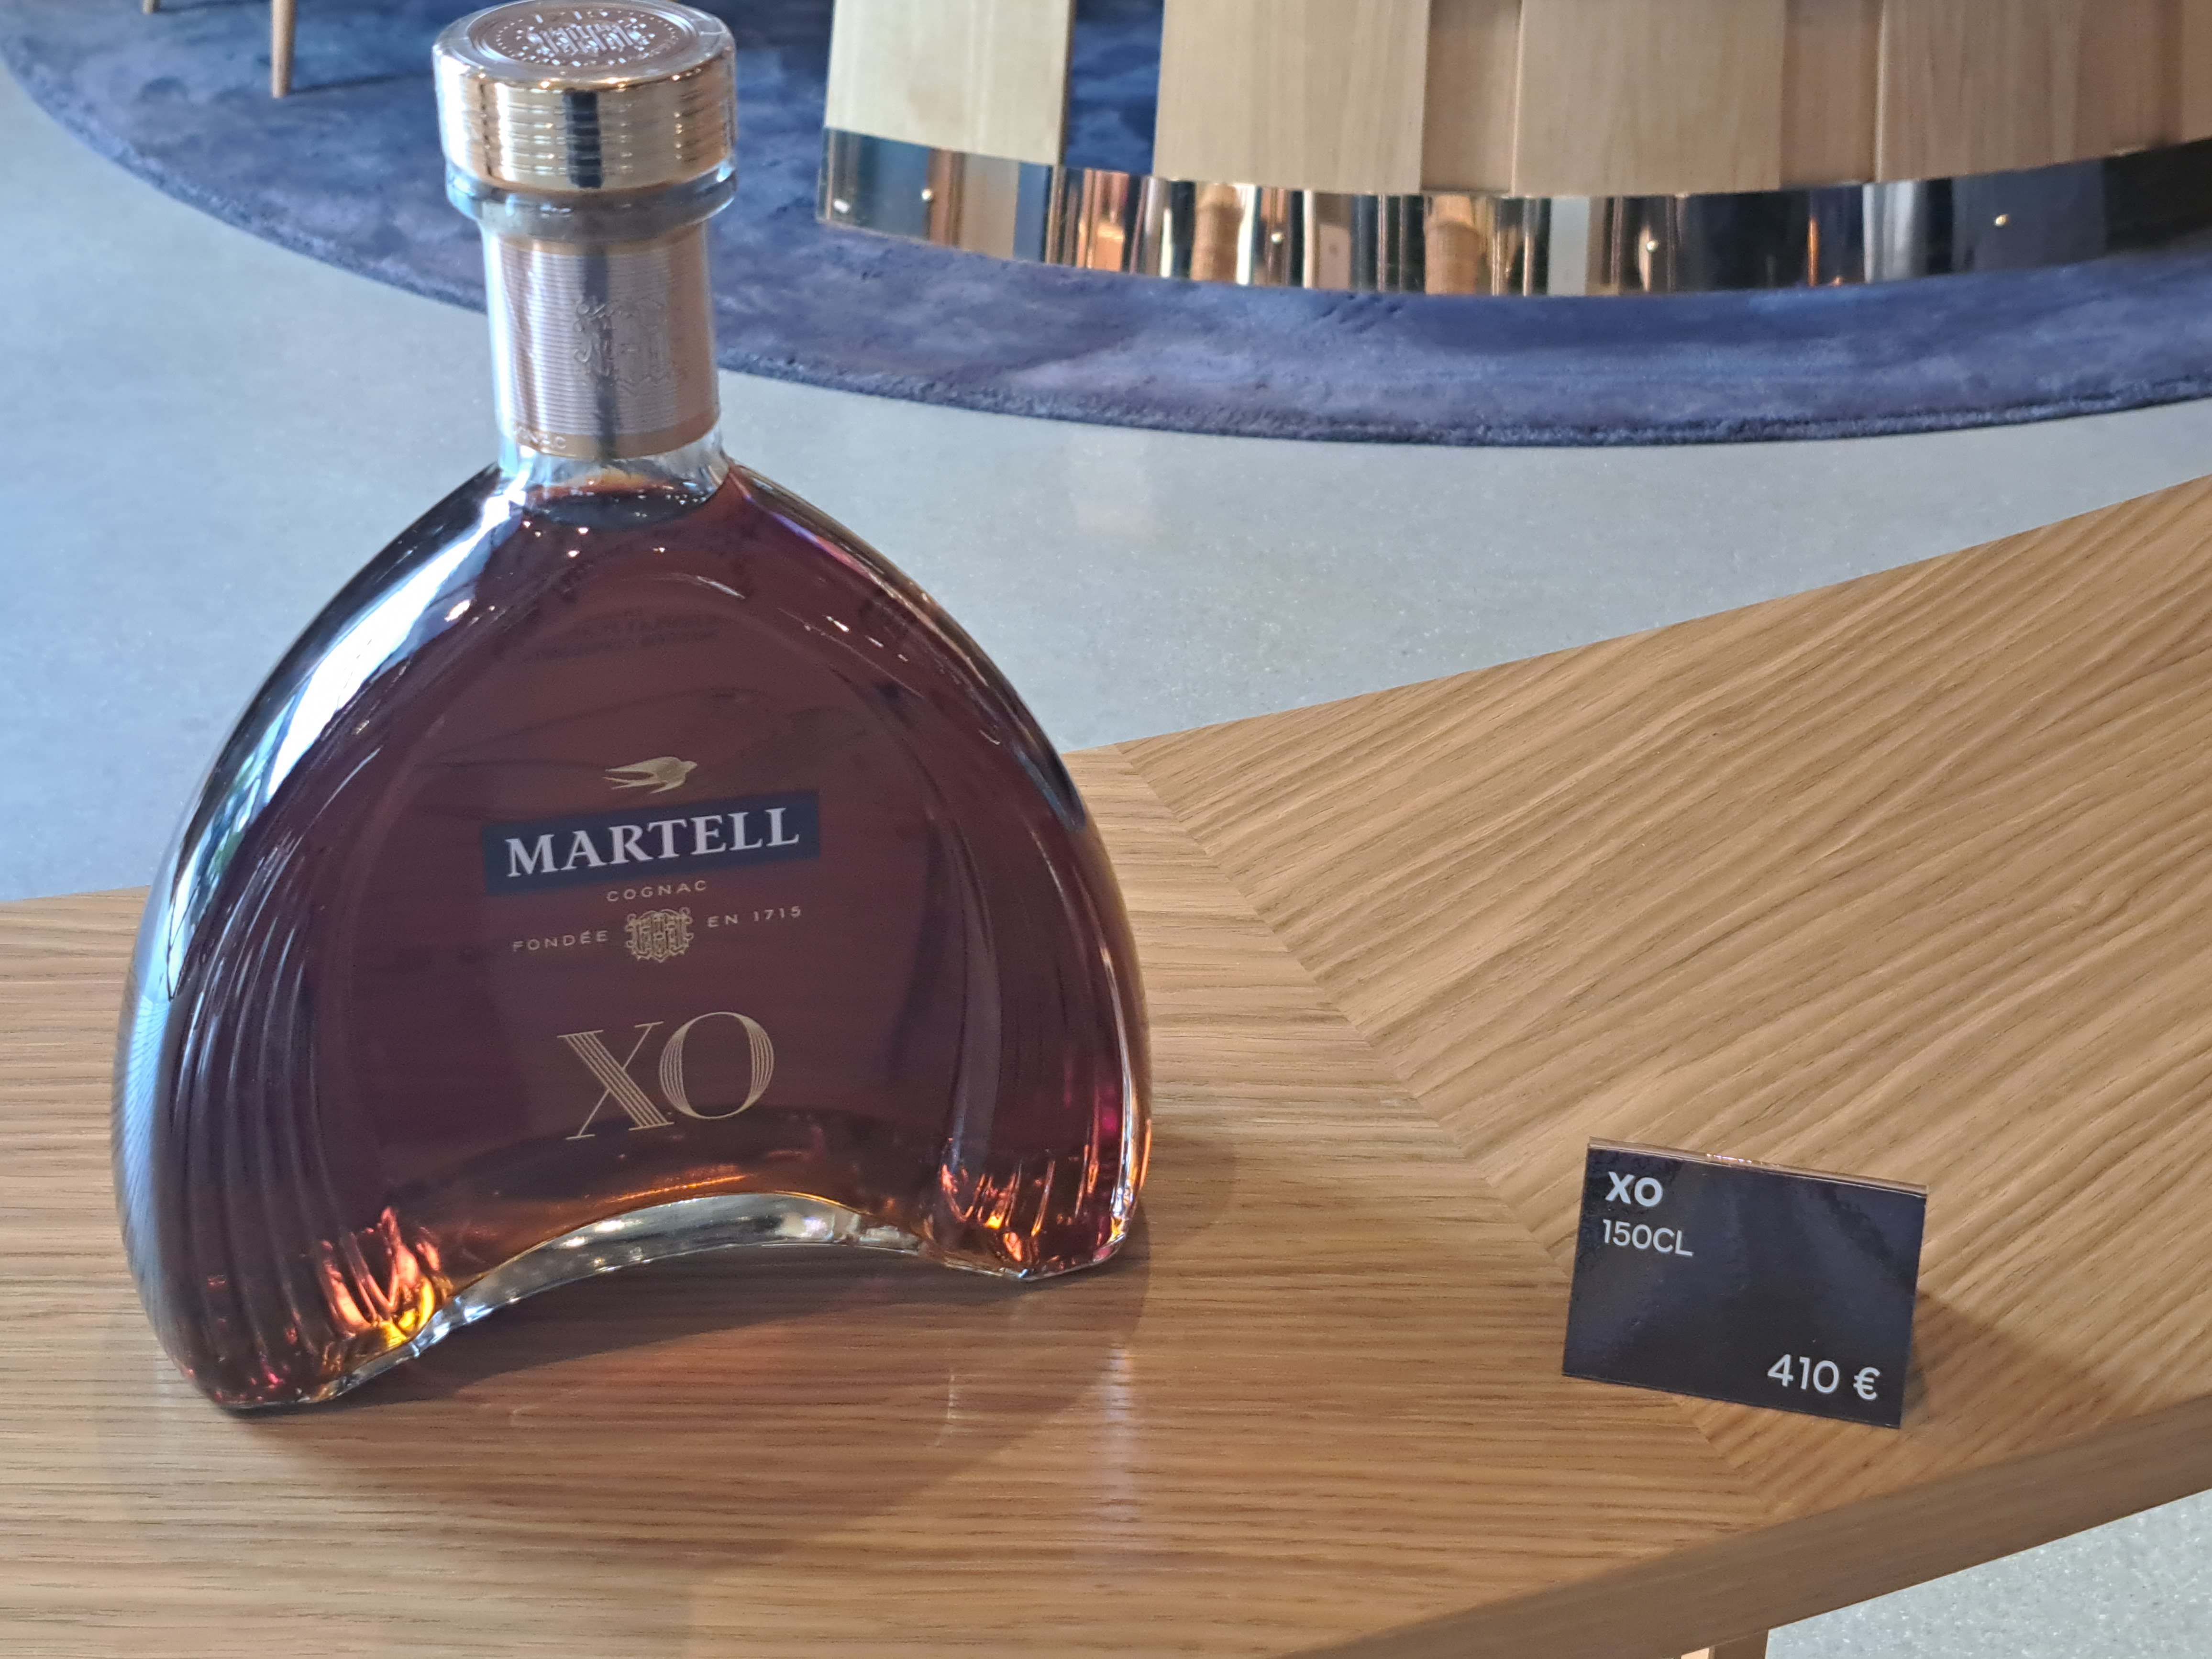 MARTELL
COGNAC
FONDÉE EN 1715
XO
XO
150CL
410 €